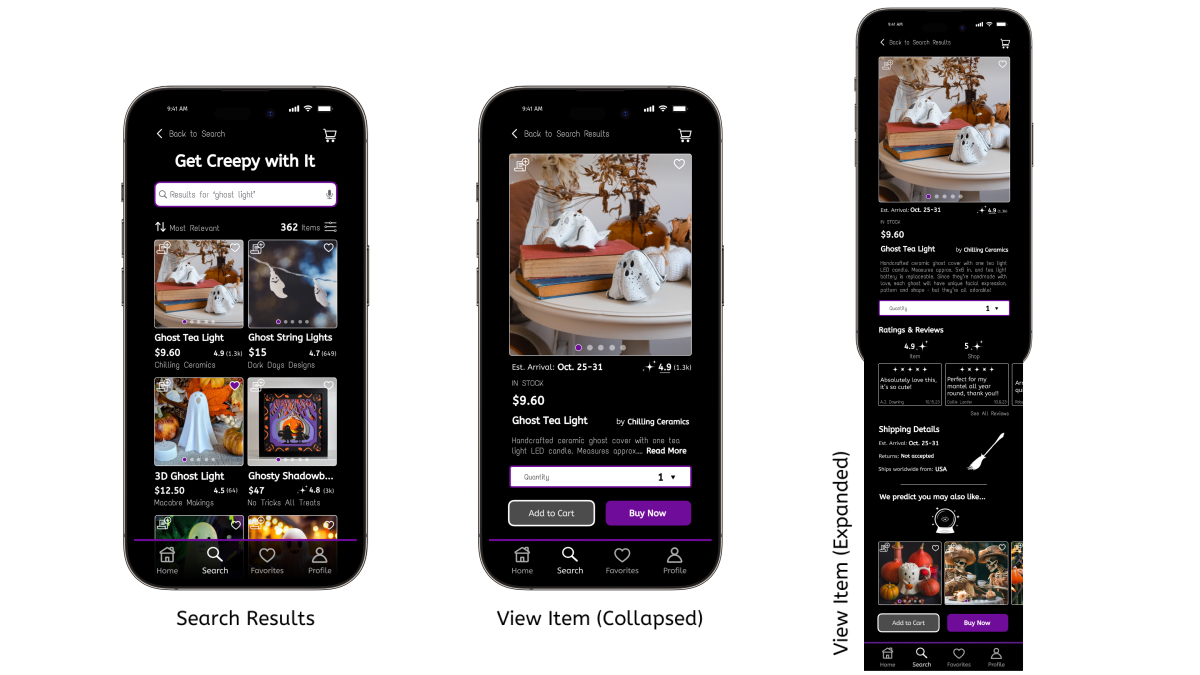 9:41 AM
Back to Search
Get Creepy with It
Results for "ghost light"
Most Relevant
362 Items
Ghost Tea Light
$9.60
4.9 (1.3k)
Chilling Ceramics
Ghost String Lights
$15
4.7 (649)
Dark Days Designs
3D Ghost Light
$12.50
4.5 (64)
Macabre Makings
Ghosty Shadowb...
$47
4.8 (3k)
No Tricks All Treats
Home
Search
Favorites
Profile
Search Results
9:41 AM
Back to Search Results
Est. Arrival: Oct. 25-31
4.9 (1.3k)
IN STOCK
$9.60
Ghost Tea Light
by Chilling Ceramics
Handcrafted ceramic ghost cover with one tea
light LED candle. Measures approx.... Read More
Quantity
1
Add to Cart
Buy Now
Home
Search
Favorites
Profile
View Item (Collapsed)
9:41 AM
Back to Search Results
Est. Arrival: Oct. 25-31
4.9 (1.3k)
IN STOCK
$9.60
Ghost Tea Light
by Chilling Ceramics
Handcrafted ceramic ghost cover with one tea light
LED candle. Measures approx. 5x6 in. and tea light
battery is replaceable. Since they're handmade with
love, each ghost will have unique facial expression,
pattern and shape - but they're all adorable!
Quantity
1
Ratings & Reviews
4.9
Item
5
Shop
Absolutely love this,
it's so cute!
A.J. Downing
10.15.23
Perfect for my
mantel all year
round, thank you!!
10.9.23
See All Reviews
Shipping Details
Est. Arrival: Oct. 25-31
Returns: Not accepted
Ships worldwide from: USA
We predict you may also like...
Add to Cart
Buy Now
Home
Search
Favorites
Profile
View Item (Expanded)